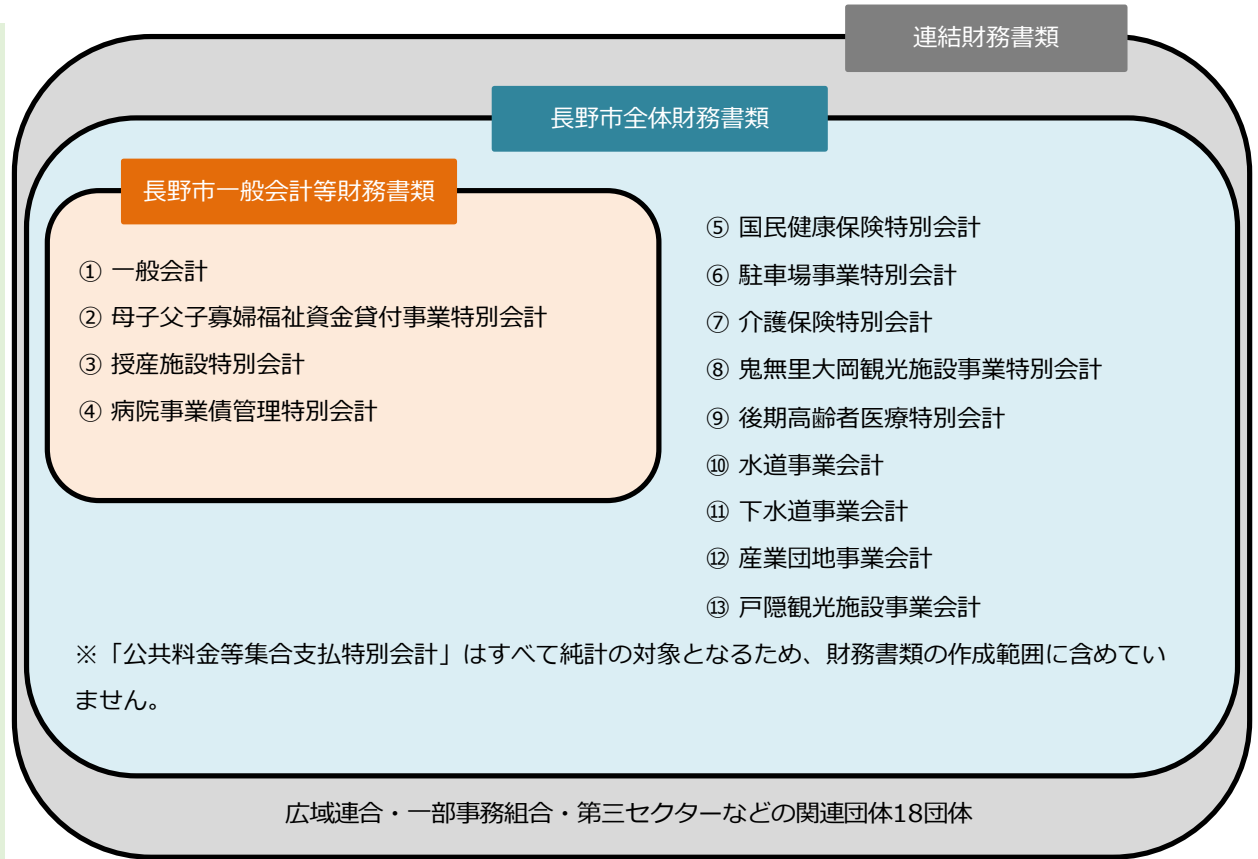 連結財務書類
長野市全体財務書類
長野市一般会計等財務書類
① 一般会計
② 母子父子寡婦福祉資金貸付事業特別会計
③ 授産施設特別会計
④ 病院事業債管理特別会計
⑤ 国民健康保険特別会計
⑥ 駐車場事業特別会計
⑦ 介護保険特別会計
⑧ 鬼無里大岡観光施設事業特別会計
⑨ 後期高齢者医療特別会計
⑩ 水道事業会計
⑪ 下水道事業会計
⑫ 産業団地事業会計
⑬ 戸隠観光施設事業会計
※「公共料金等集合支払特別会計」はすべて純計の対象となるため、財務書類の作成範囲に含めてい
ません。
広域連合・一部事務組合・第三セクターなどの関連団体18団体